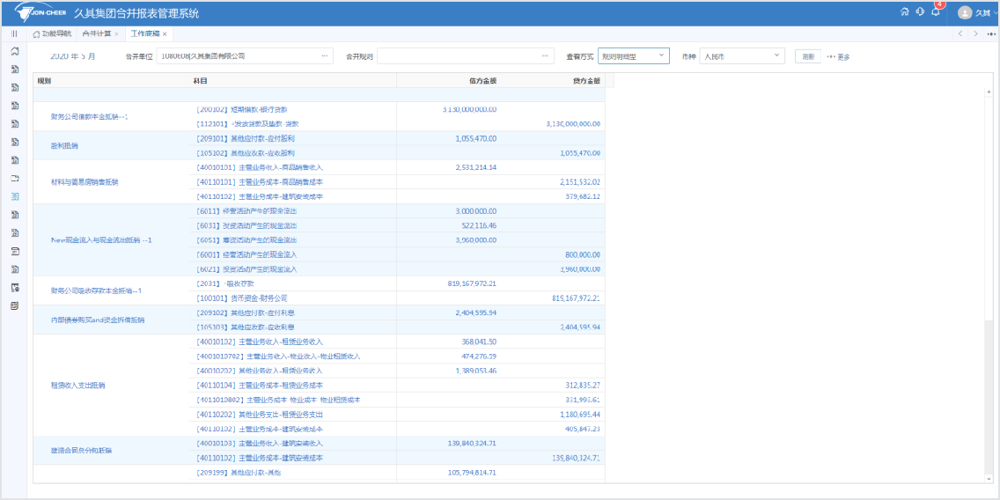 JOIN-CHEER 久其集团合并报表管理系统
4
久其
功能导航 合并计算 × 工作底稿 ×
2020 年 5 月 合并单位 1080608|久其集团有限公司 合并规则 查看方式 规则明细型 币种 人民币 刷新 更多
规则 科目 借方金额 贷方金额
财务公司借款本金抵销--1
[200102] 短期借款-银行贷款 3,130,000,000.00
[112101] -发放贷款及垫款-贷款 3,130,000,000.00
股利抵销
[209101] 其他应付款-应付股利 1,055,470.00
[105102] 其他应收款-应收股利 1,055,470.00
材料与简易房销售抵销
[40010101] 主营业务收入-商品销售收入 2,531,214.14
[40110101] 主营业务成本-商品销售成本 2,151,532.02
[40110102] 主营业务成本-建筑安装成本 379,682.12
New现金流入与现金流出抵销 --1
[6011] 经营活动产生的现金流出 3,000,000.00
[6031] 投资活动产生的现金流出 522,116.46
[6051] 筹资活动产生的现金流出 3,960,000.00
[6001] 经营活动产生的现金流入 800,000.00
[6021] 投资活动产生的现金流入 3,960,000.00
财务公司吸收存款本金抵销--1
[2031] -吸收存款 819,167,972.21
[100101] 货币资金-财务公司 819,167,972.21
内部债券购买and资金拆借抵销
[209102] 其他应付款-应付利息 2,404,595.94
[105103] 其他应收款-应收利息 2,404,595.94
租赁收入支出抵销
[40010102] 主营业务收入-租赁业务收入 368,041.50
[4001010702] 主营业务收入-物业收入-物业租赁收入 474,276.59
[40010202] 其他业务收入-租赁业务收入 1,389,053.46
[40110104] 主营业务成本-租赁业务成本 312,835.27
[4011010802] 主营业务成本-物业成本-物业租赁成本 331,993.61
[40110202] 其他业务支出-租赁业务支出 1,180,695.44
[40110102] 主营业务成本-建筑安装成本 405,847.23
建造合同总分包抵销
[40010103] 主营业务收入-建筑安装收入 139,840,324.71
[40110102] 主营业务成本-建筑安装成本 139,840,324.71
[209199] 其他应付款-其他 105,794,814.71